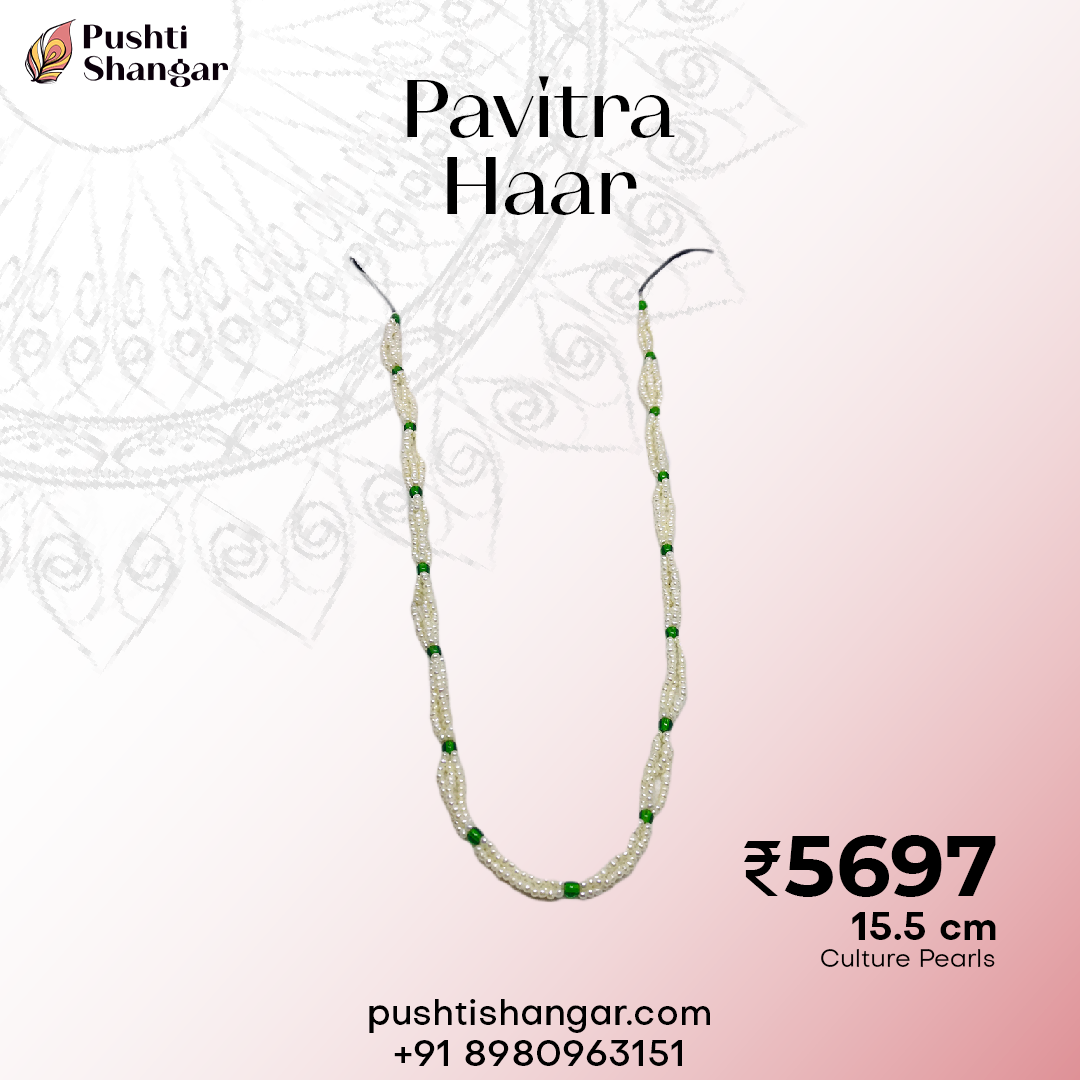 Pushti
Shangar
Pavitra
Haar
₹5697
15.5 cm
Culture Pearls
pushtishangar.com
+91 8980963151